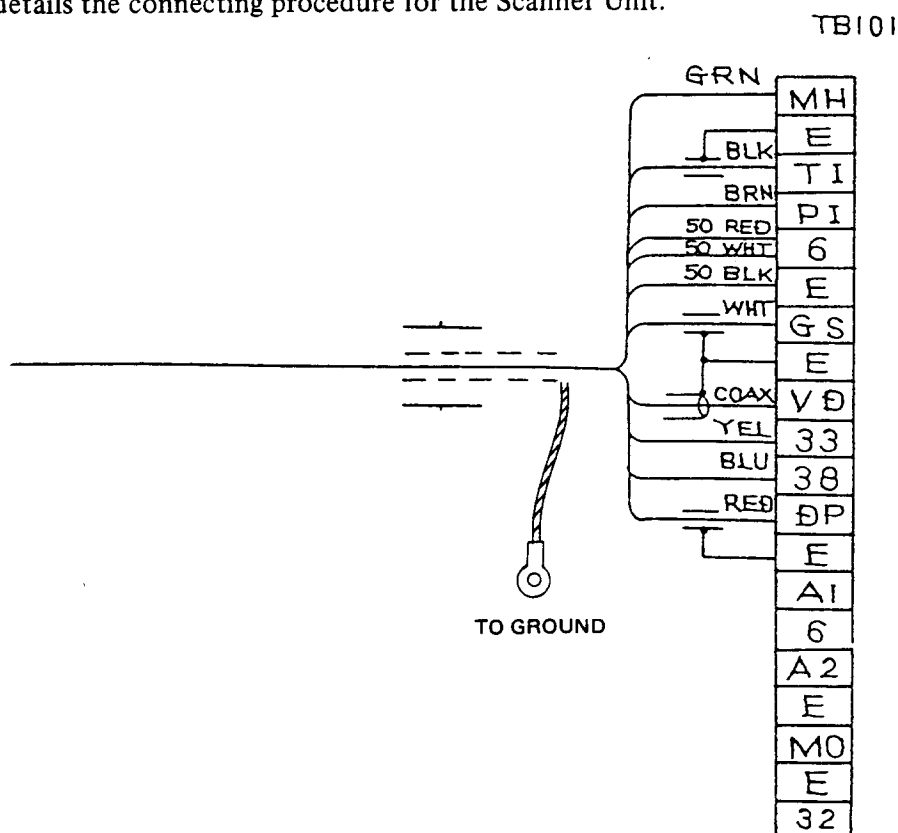 details the connecting procedure for the Scanner Unit.
TB101
GRN MH
E
BLK TI
BRN PI
50 RED
50 WHT 6
50 BLK E
WHT GS
E
COAX VD
YEL 33
BLU 38
RED DP
E
A1
6
A2
E
MO
E
32
TO GROUND